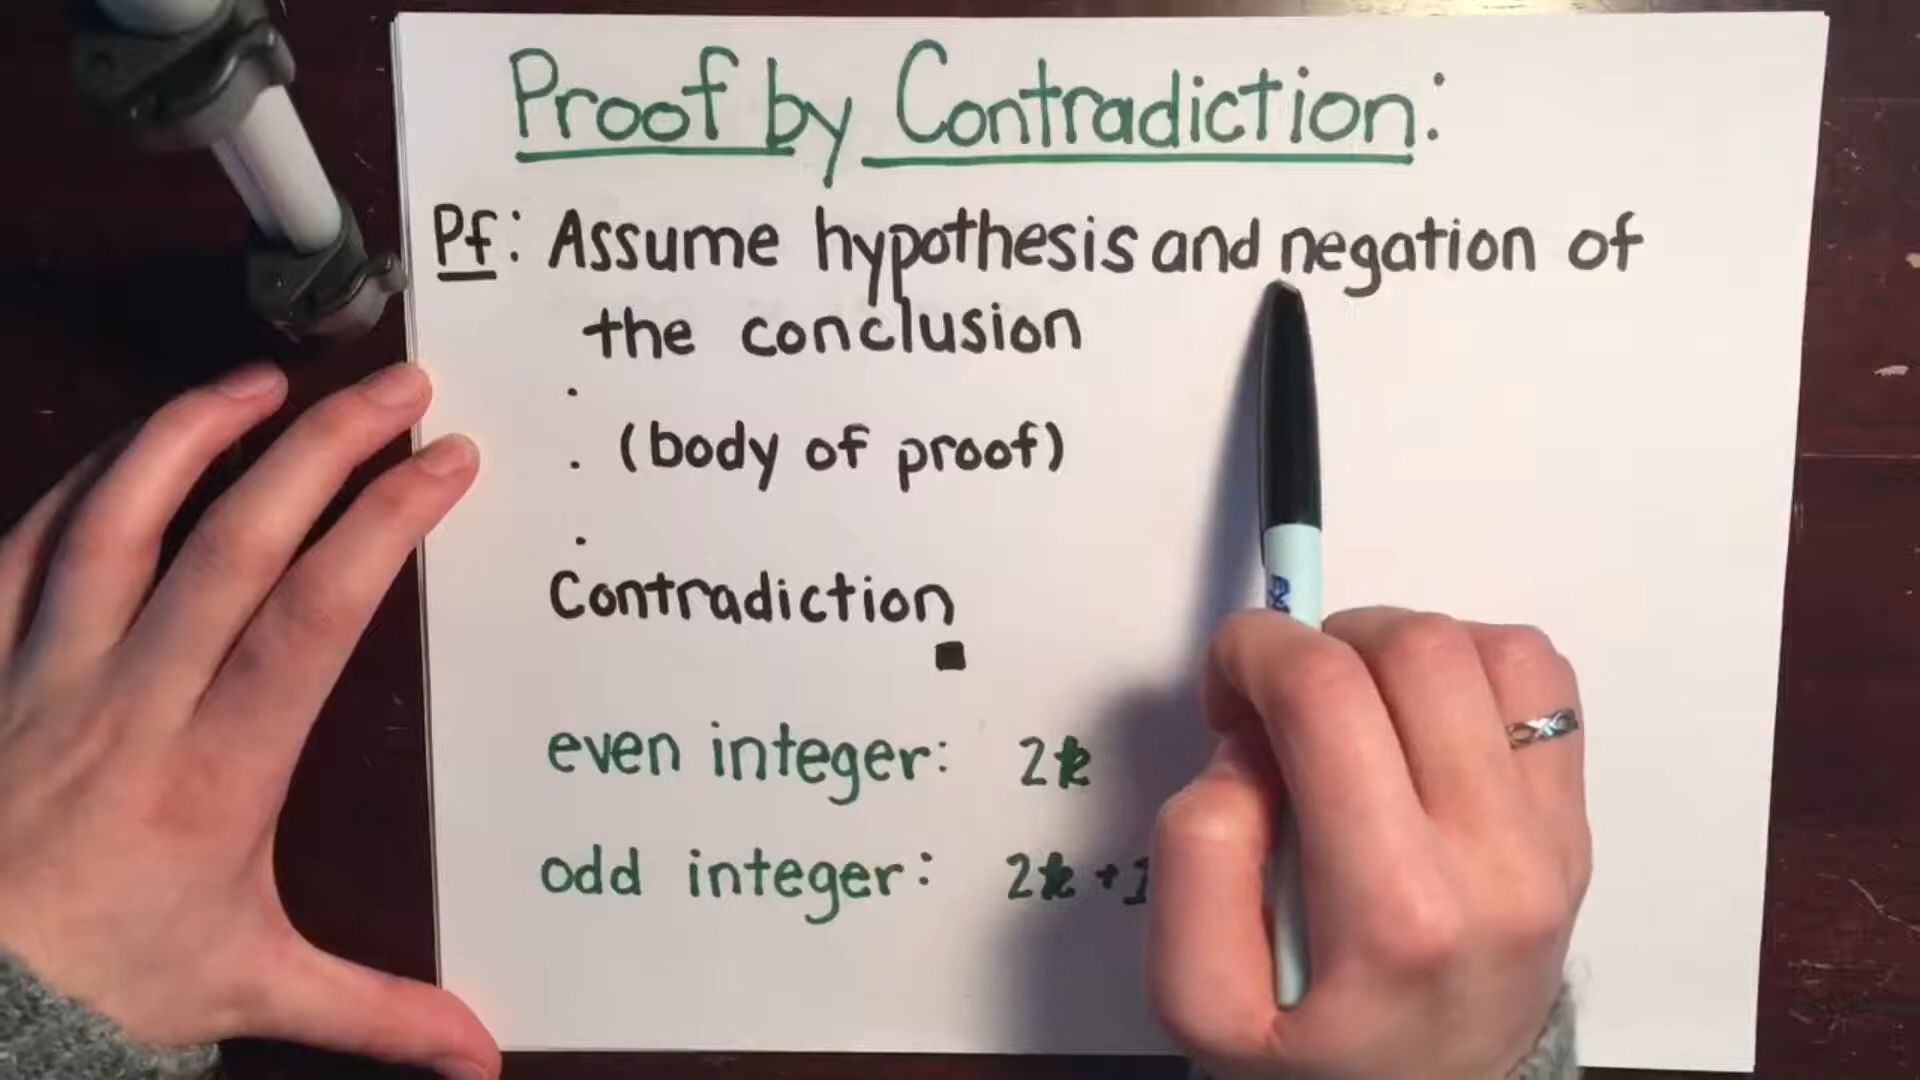 Proof by Contradiction:
Pf: Assume hypothesis and negation of
the conclusion
.
. (body of proof)
.
Contradiction
■
even integer: 2k
odd integer: 2k + 1